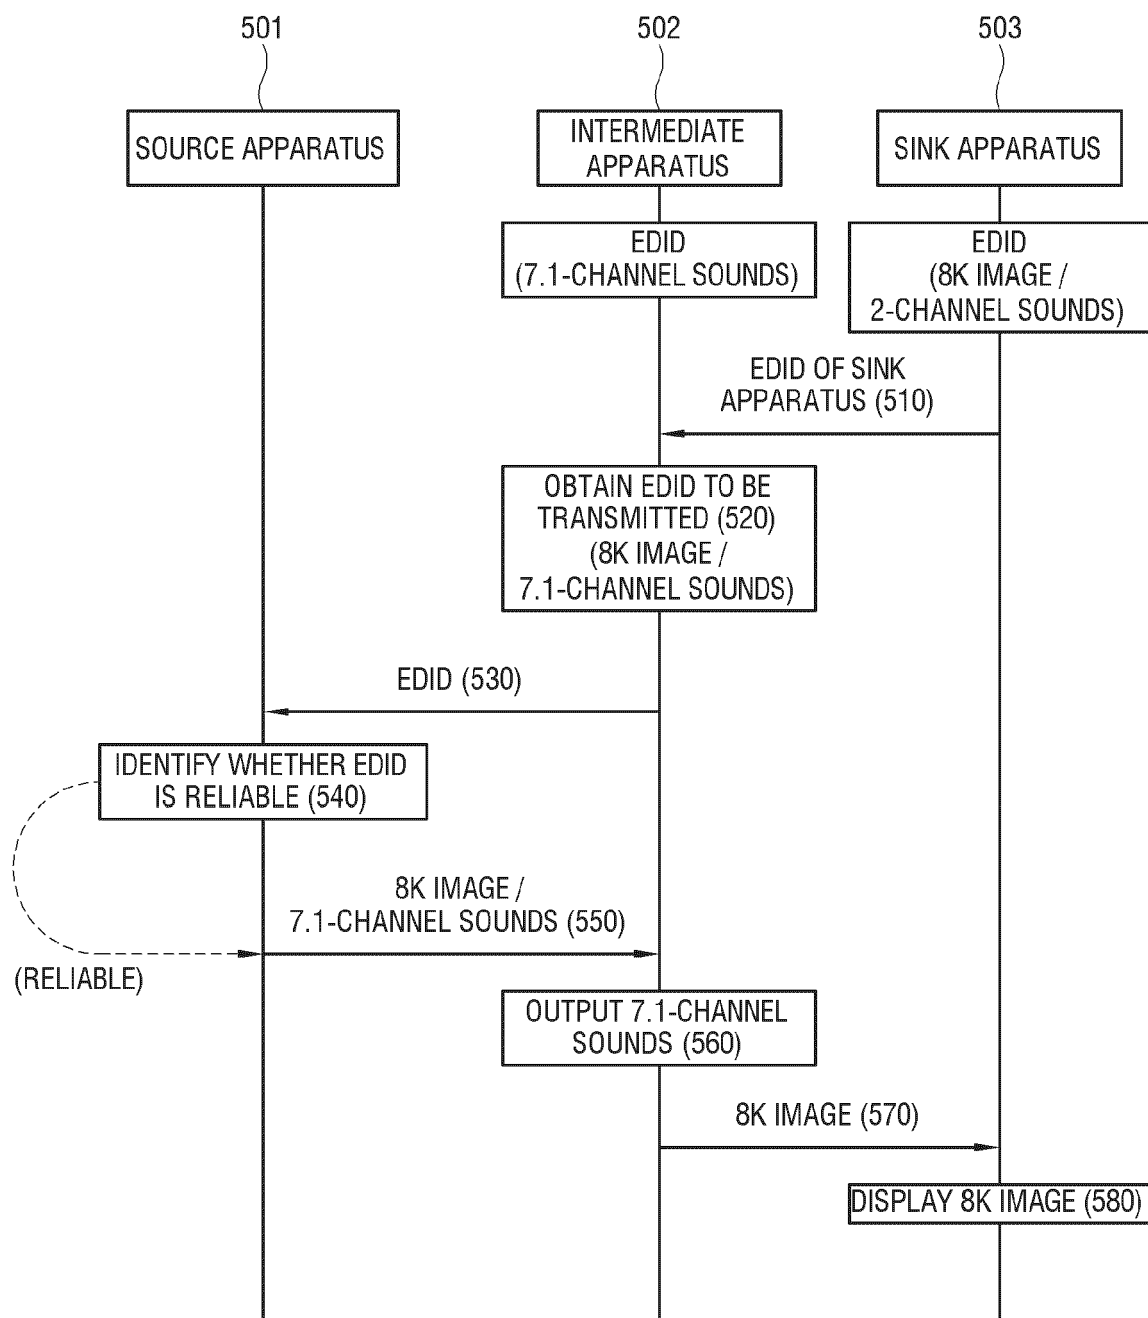 501
502
503
SOURCE APPARATUS
INTERMEDIATE
APPARATUS
SINK APPARATUS
EDID
(7.1-CHANNEL SOUNDS)
EDID
(8K IMAGE /
2-CHANNEL SOUNDS)
EDID OF SINK
APPARATUS (510)
OBTAIN EDID TO BE
TRANSMITTED (520)
(8K IMAGE /
7.1-CHANNEL SOUNDS)
EDID (530)
IDENTIFY WHETHER EDID
IS RELIABLE (540)
8K IMAGE /
7.1-CHANNEL SOUNDS (550)
(RELIABLE)
OUTPUT 7.1-CHANNEL
SOUNDS (560)
8K IMAGE (570)
DISPLAY 8K IMAGE (580)